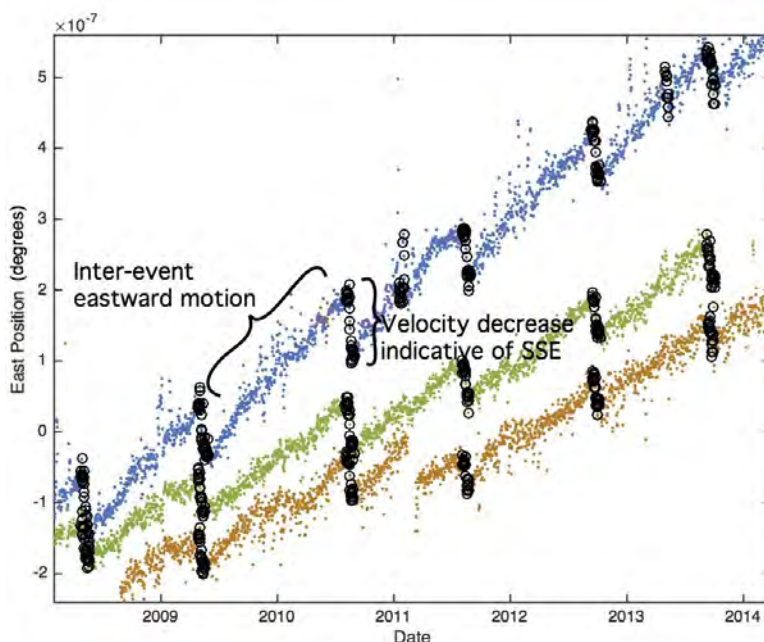 ×10⁻⁷
5
4
3
2
1
0
-1
-2
East Position (degrees)
Inter-event
eastward motion
Velocity decrease
indicative of SSE
2009
2010
2011
2012
2013
2014
Date